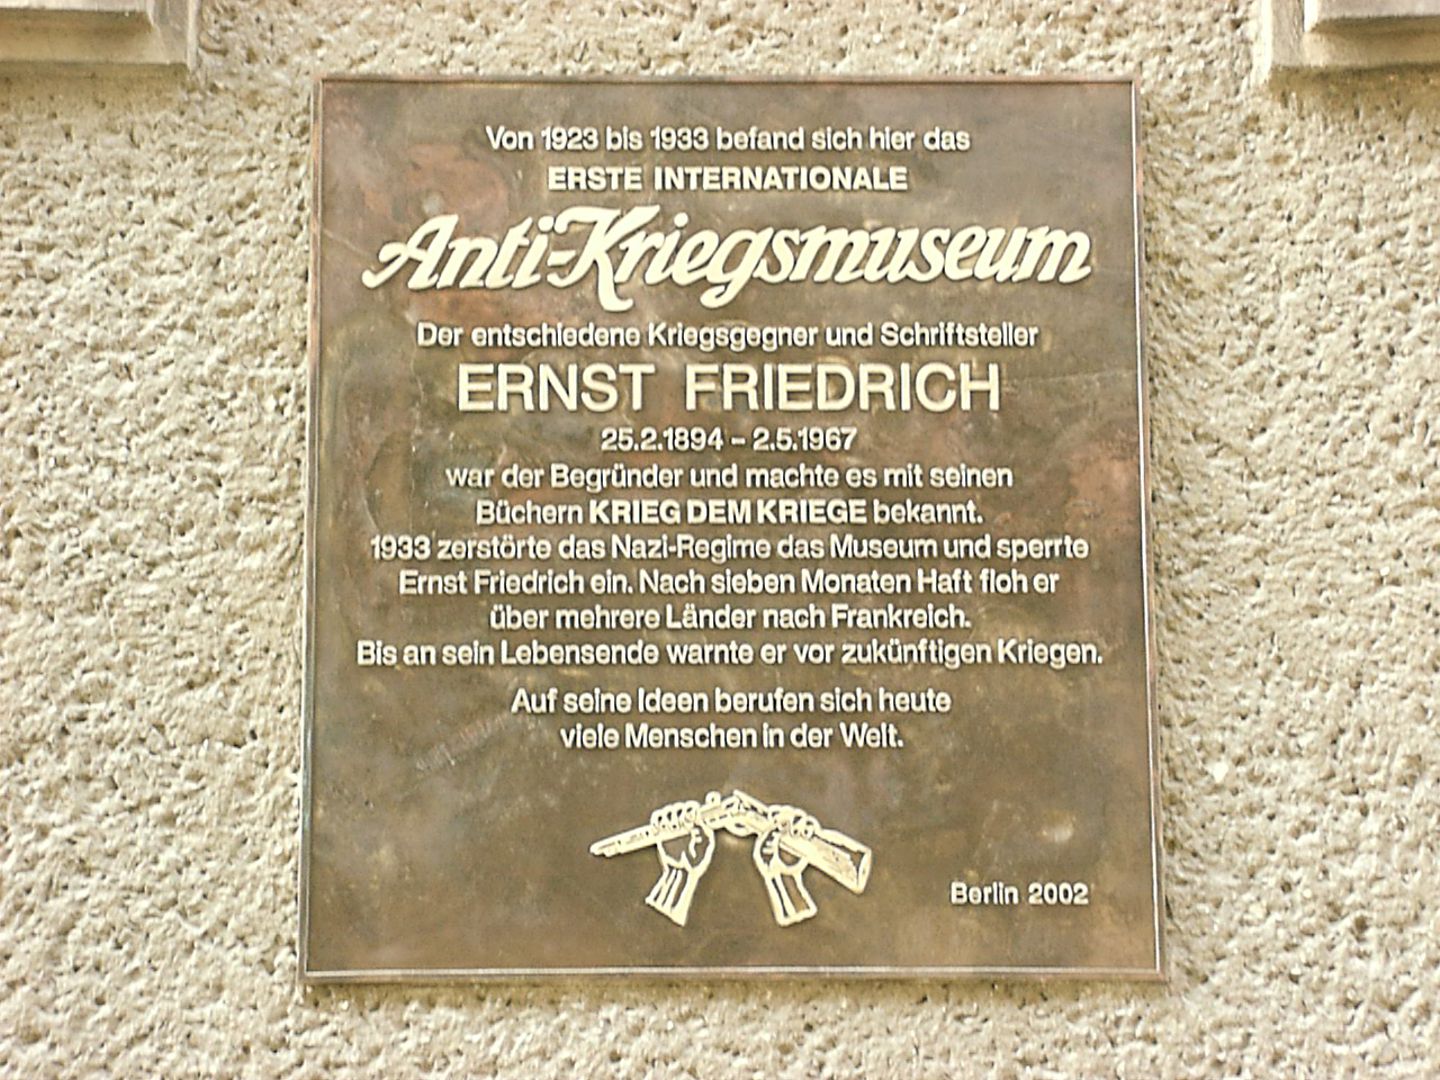 Von 1923 bis 1933 befand sich hier das
ERSTE INTERNATIONALE
Anti-Kriegsmuseum
Der entschiedene Kriegsgegner und Schriftsteller
ERNST FRIEDRICH
25.2.1894 – 2.5.1967
war der Begründer und machte es mit seinen
Büchern KRIEG DEM KRIEGE bekannt.
1933 zerstörte das Nazi-Regime das Museum und sperrte
Ernst Friedrich ein. Nach sieben Monaten Haft floh er
über mehrere Länder nach Frankreich.
Bis an sein Lebensende warnte er vor zukünftigen Kriegen.
Auf seine Ideen berufen sich heute
viele Menschen in der Welt.
Berlin 2002